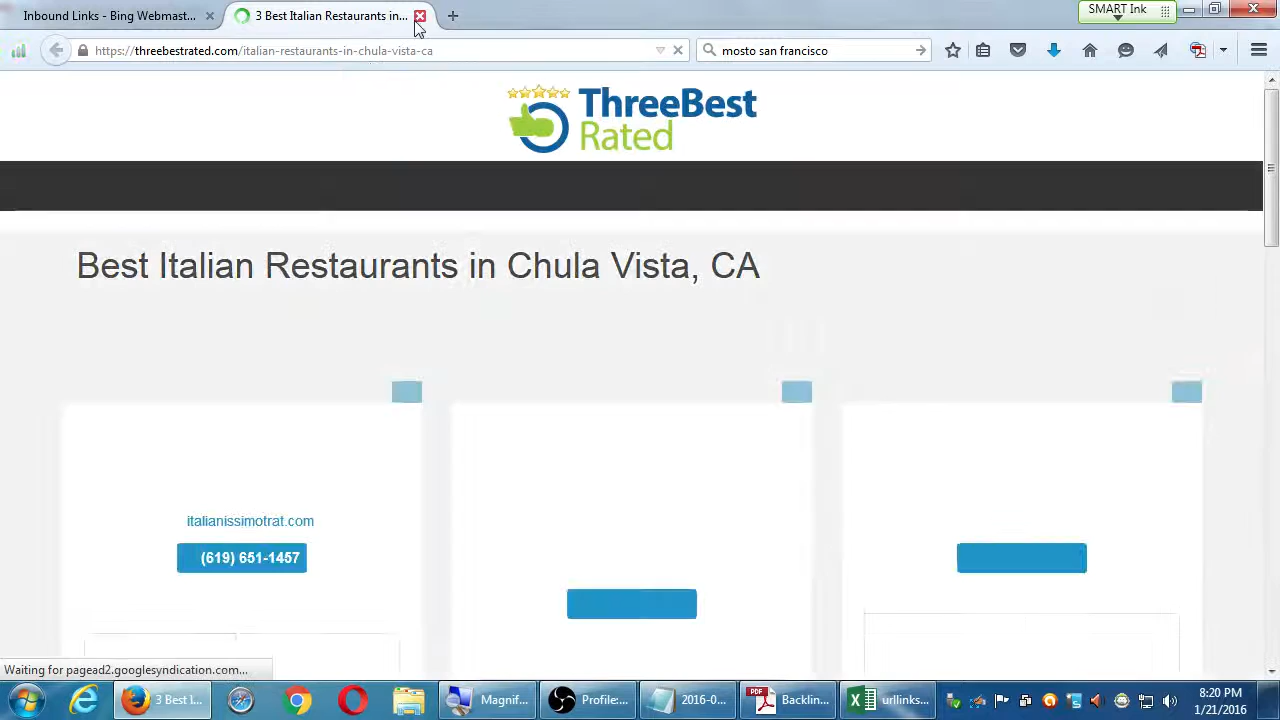 Inbound Links - Bing Webmast...
3 Best Italian Restaurants in...
SMART Ink
https://threebestrated.com/italian-restaurants-in-chula-vista-ca
mosto san francisco
ThreeBest
Rated
Best Italian Restaurants in Chula Vista, CA
italianissimotrat.com
(619) 651-1457
Waiting for pagead2.googlesyndication.com...
3 Best I...
Magnif...
Profile:...
2016-0...
PDF
Backlin...
urllinks...
8:20 PM
1/21/2016